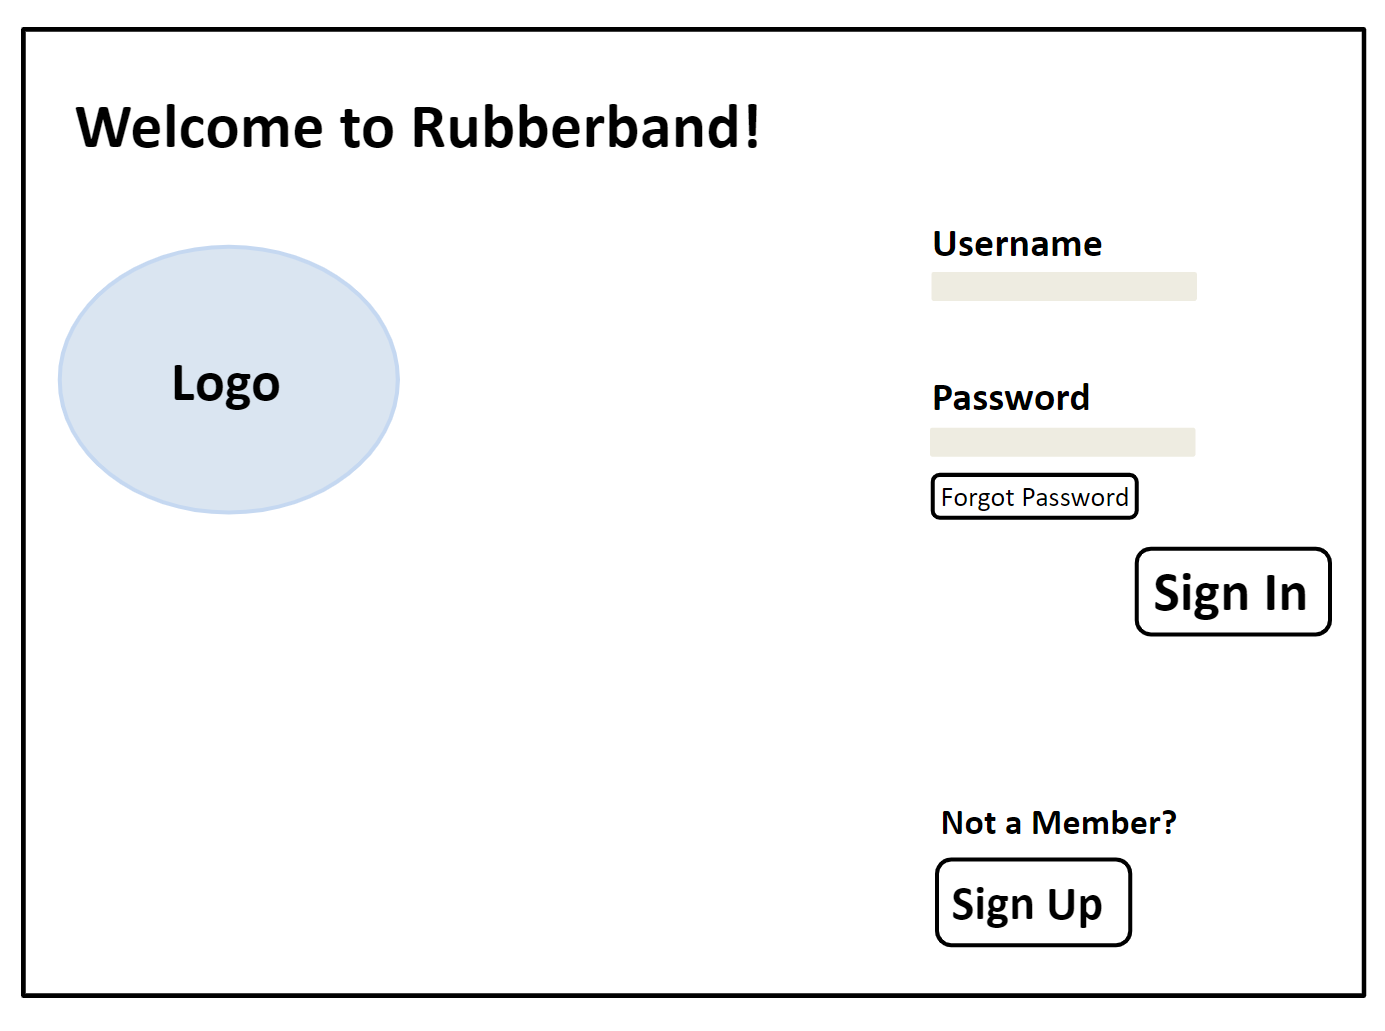 Welcome to Rubberband!
Username
Logo
Password
Forgot Password
Sign In
Not a Member?
Sign Up